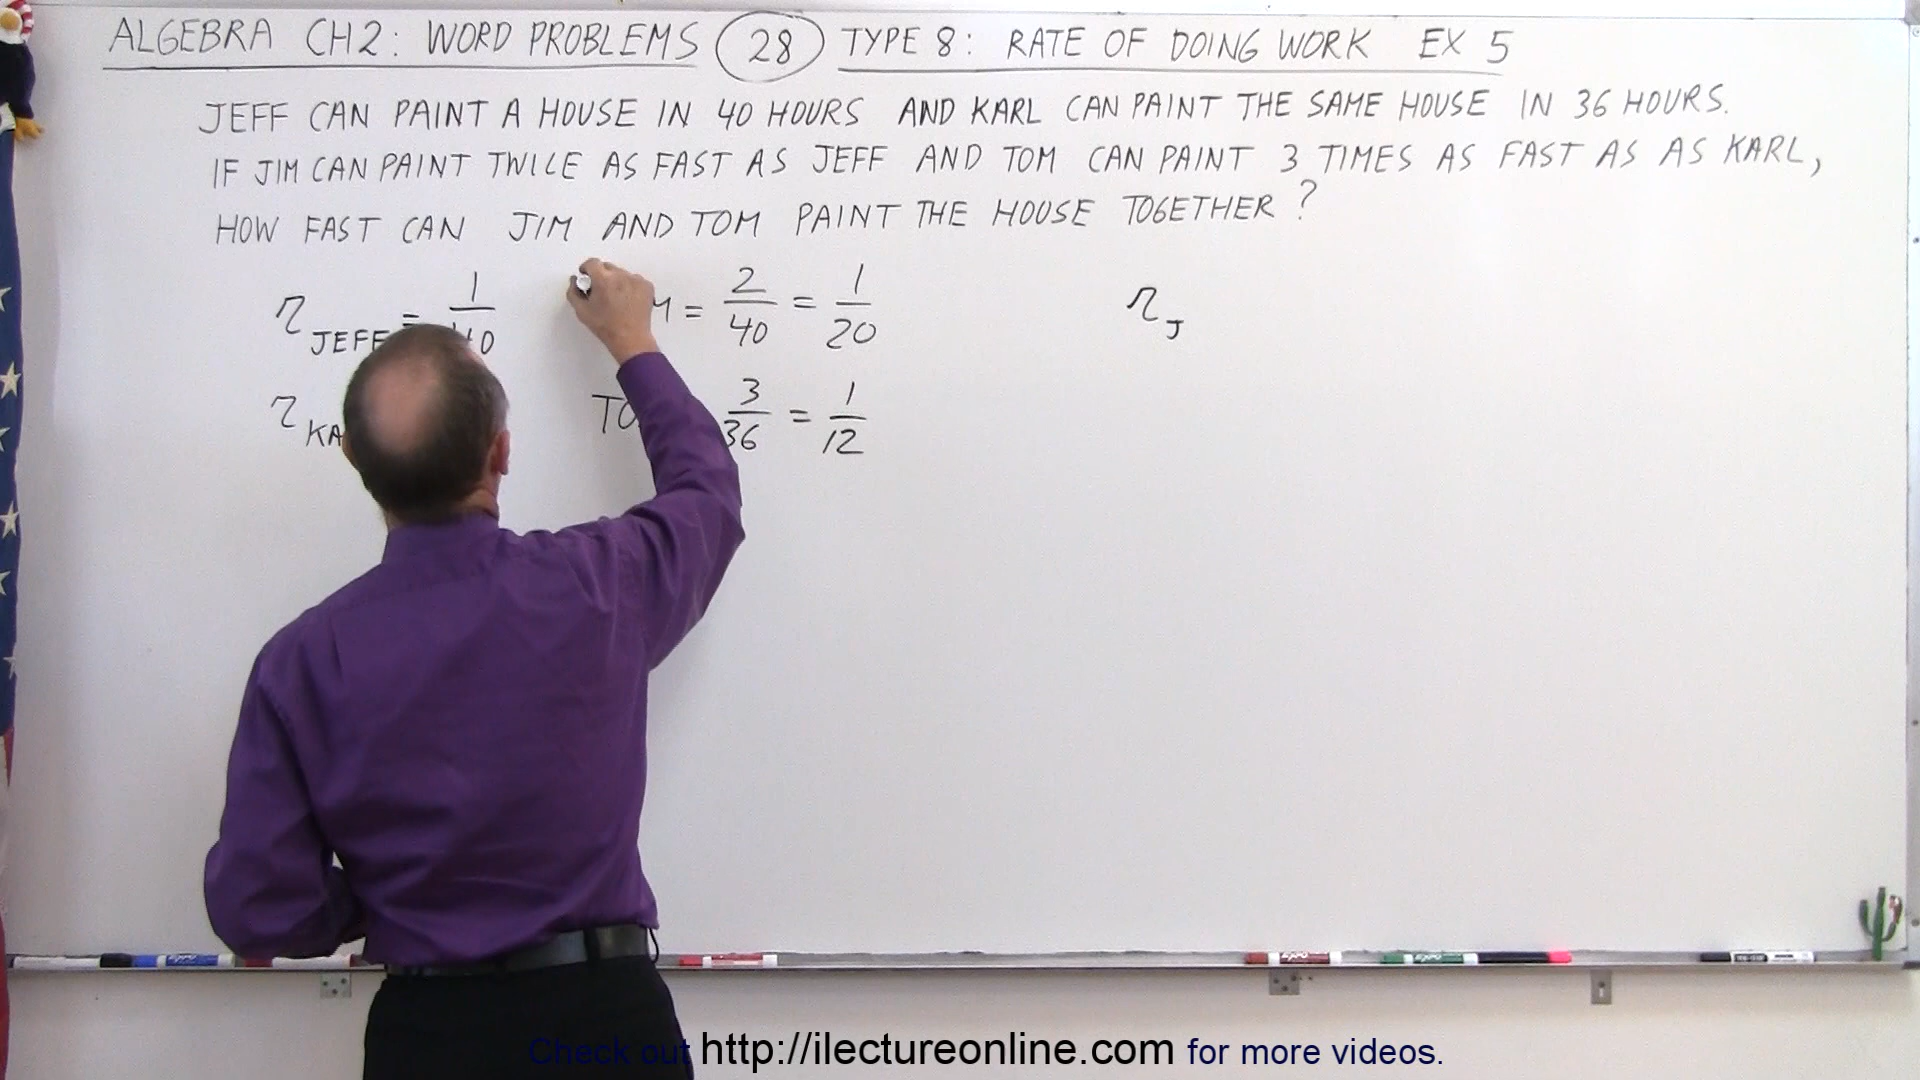 ALGEBRA CH2: WORD PROBLEMS 28 TYPE 8: RATE OF DOING WORK EX 5
JEFF CAN PAINT A HOUSE IN 40 HOURS AND KARL CAN PAINT THE SAME HOUSE IN 36 HOURS.
IF JIM CAN PAINT TWICE AS FAST AS JEFF AND TOM CAN PAINT 3 TIMES AS FAST AS AS KARL,
HOW FAST CAN JIM AND TOM PAINT THE HOUSE TOGETHER?
r JEFF = 1/40 M = 2/40 = 1/20 r J
r KA TO 3/36 = 1/12
Check out http://ilectureonline.com for more videos.